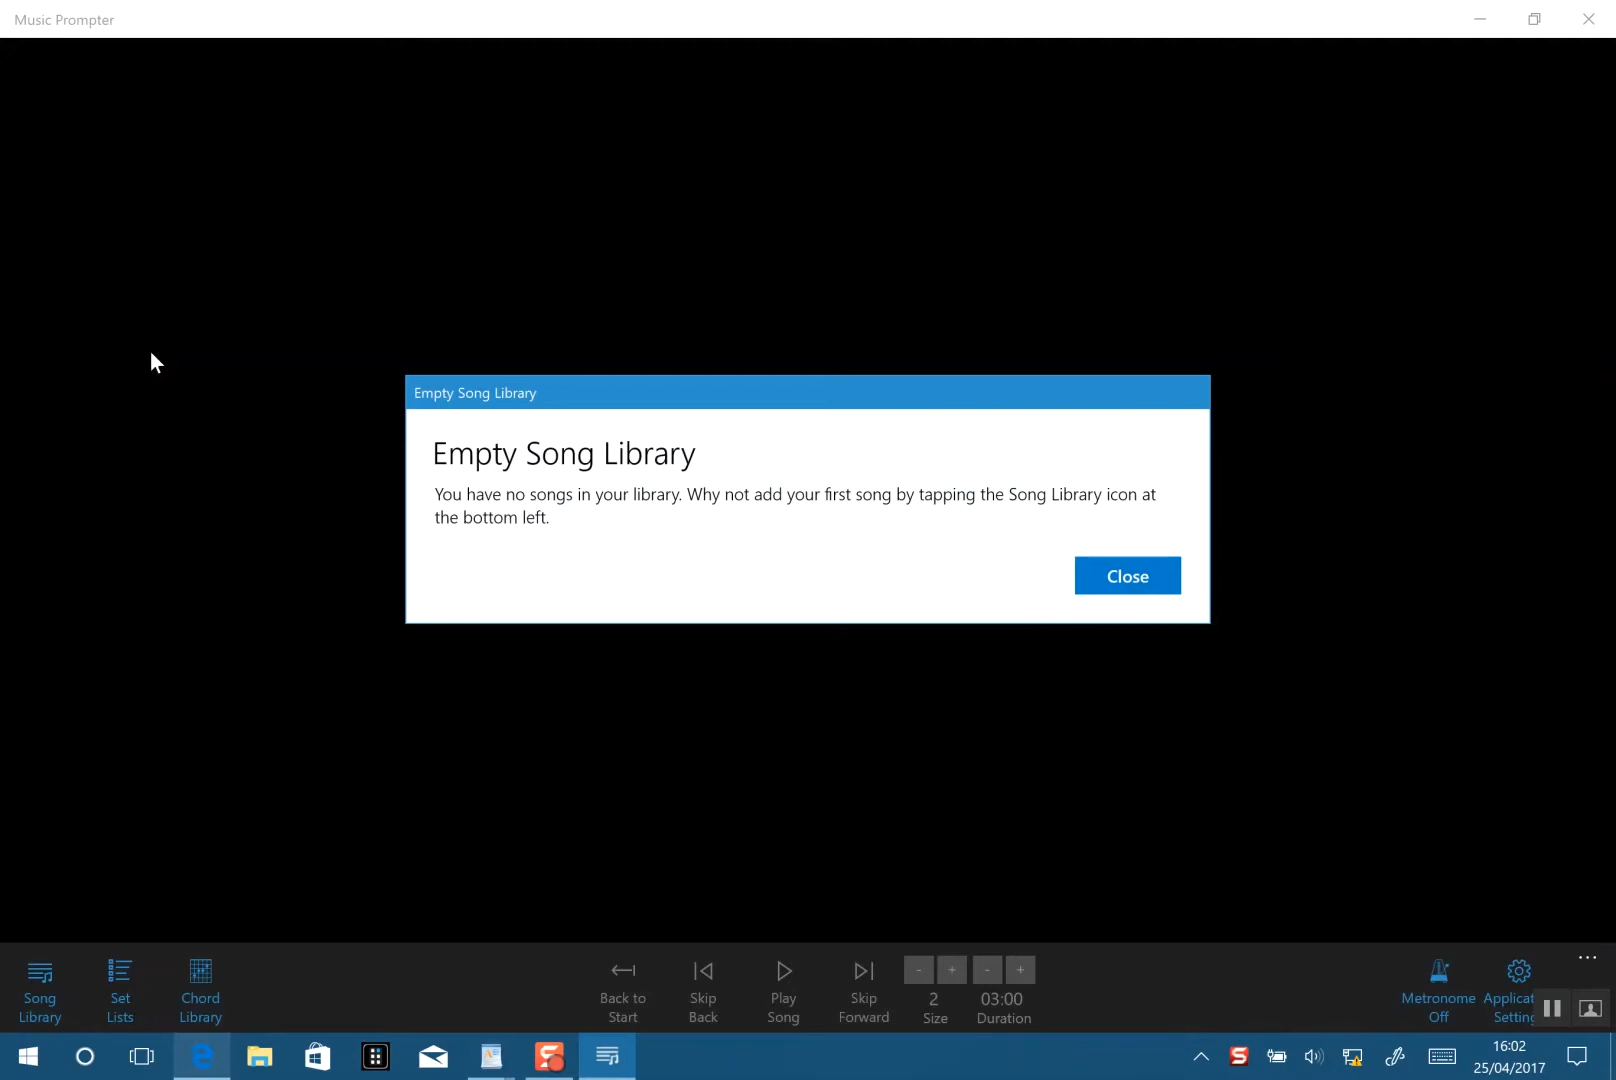 Music Prompter
Empty Song Library
Empty Song Library
You have no songs in your library. Why not add your first song by tapping the Song Library icon at
the bottom left.
Close
Song
Library
Set
Lists
Chord
Library
Back to
Start
Skip
Back
Play
Song
Skip
Forward
- +
2
Size
- +
03:00
Duration
Metronome
Off
Applicat
Setting
16:02
25/04/2017